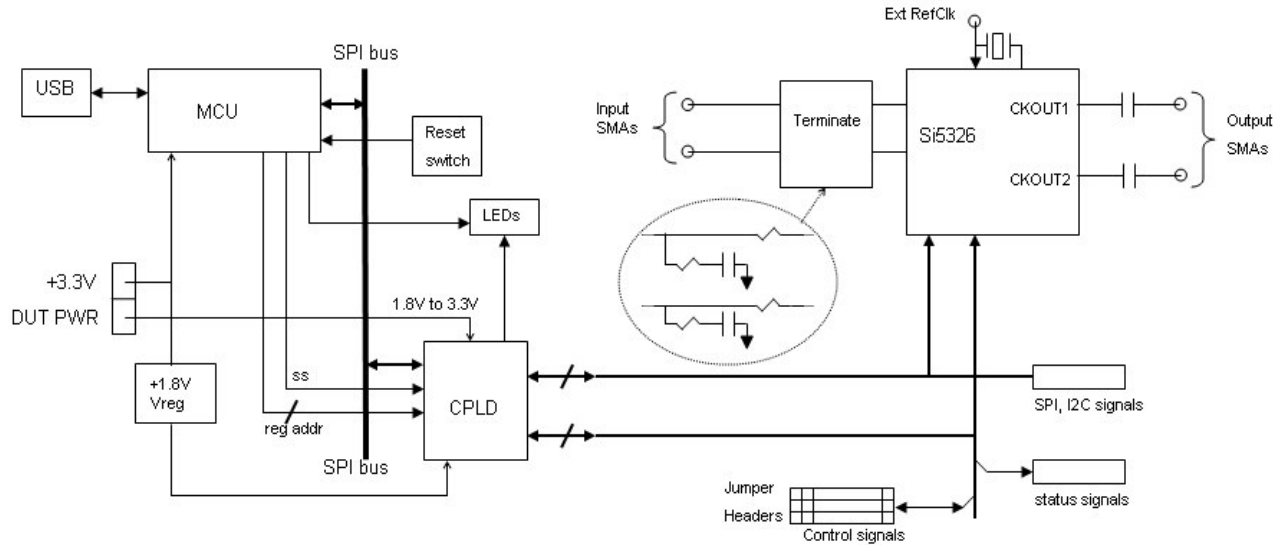 Ext RefClk
SPI bus
USB
MCU
Input
SMAs
Terminate
CKOUT1
Si5326
Output
SMAs
CKOUT2
Reset
switch
LEDs
+3.3V
DUT PWR
1.8V to 3.3V
+1.8V
Vreg
ss
reg addr
CPLD
SPI bus
SPI, I2C signals
status signals
Jumper
Headers
Control signals